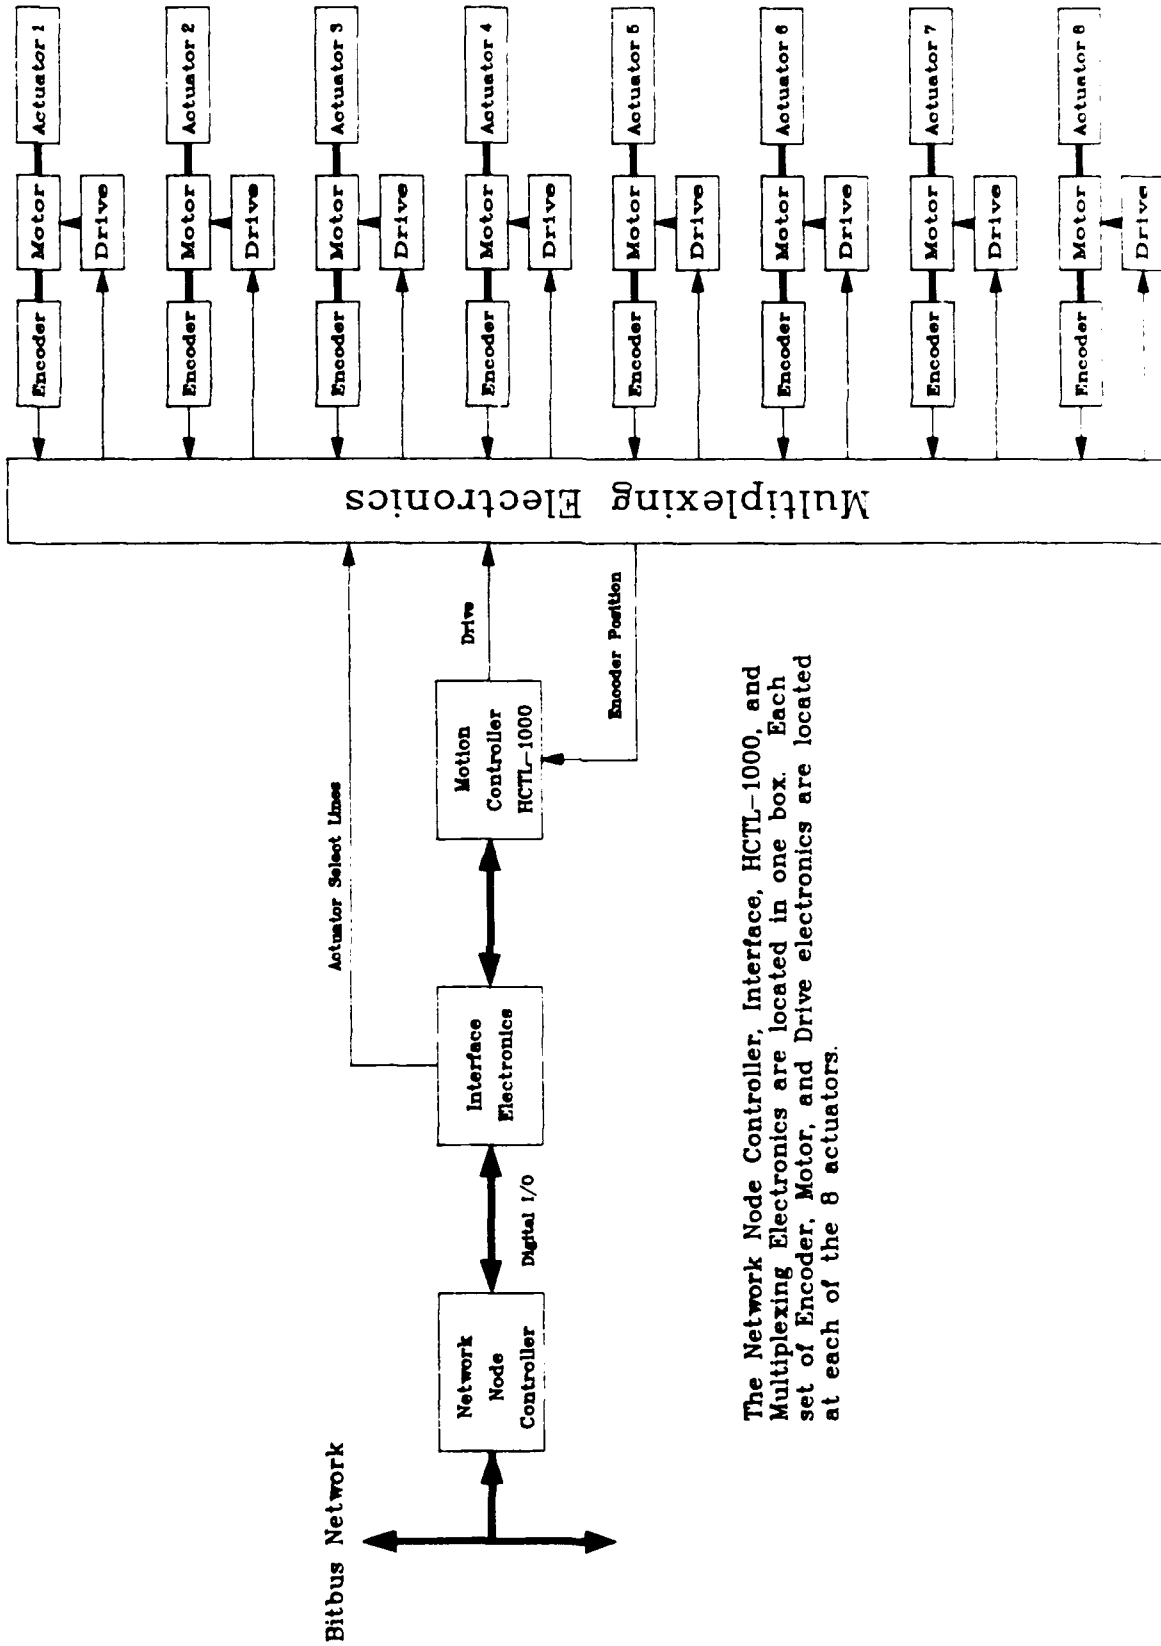 Bitbus Network
Network
Node
Controller
Digital I/O
Interface
Electronics
Actuator Select Lines
Motion
Controller
HCTL-1000
Drive
Encoder Position
Multiplexing Electronics
Encoder
Motor
Actuator 1
Drive
Encoder
Motor
Actuator 2
Drive
Encoder
Motor
Actuator 3
Drive
Encoder
Motor
Actuator 4
Drive
Encoder
Motor
Actuator 5
Drive
Encoder
Motor
Actuator 6
Drive
Encoder
Motor
Actuator 7
Drive
Encoder
Motor
Actuator 8
Drive
The Network Node Controller, Interface, HCTL-1000, and
Multiplexing Electronics are located in one box. Each
set of Encoder, Motor, and Drive electronics are located
at each of the 8 actuators.